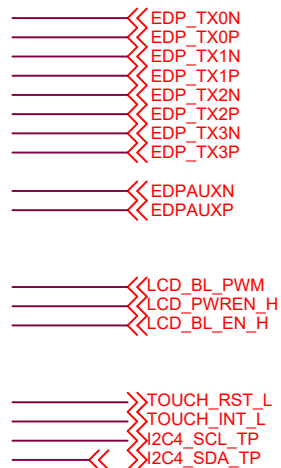 EDP_TX0N
EDP_TX0P
EDP_TX1N
EDP_TX1P
EDP_TX2N
EDP_TX2P
EDP_TX3N
EDP_TX3P
EDPAUXN
EDPAUXP
LCD_BL_PWM
LCD_PWREN_H
LCD_BL_EN_H
TOUCH_RST_L
TOUCH_INT_L
I2C4_SCL_TP
I2C4_SDA_TP